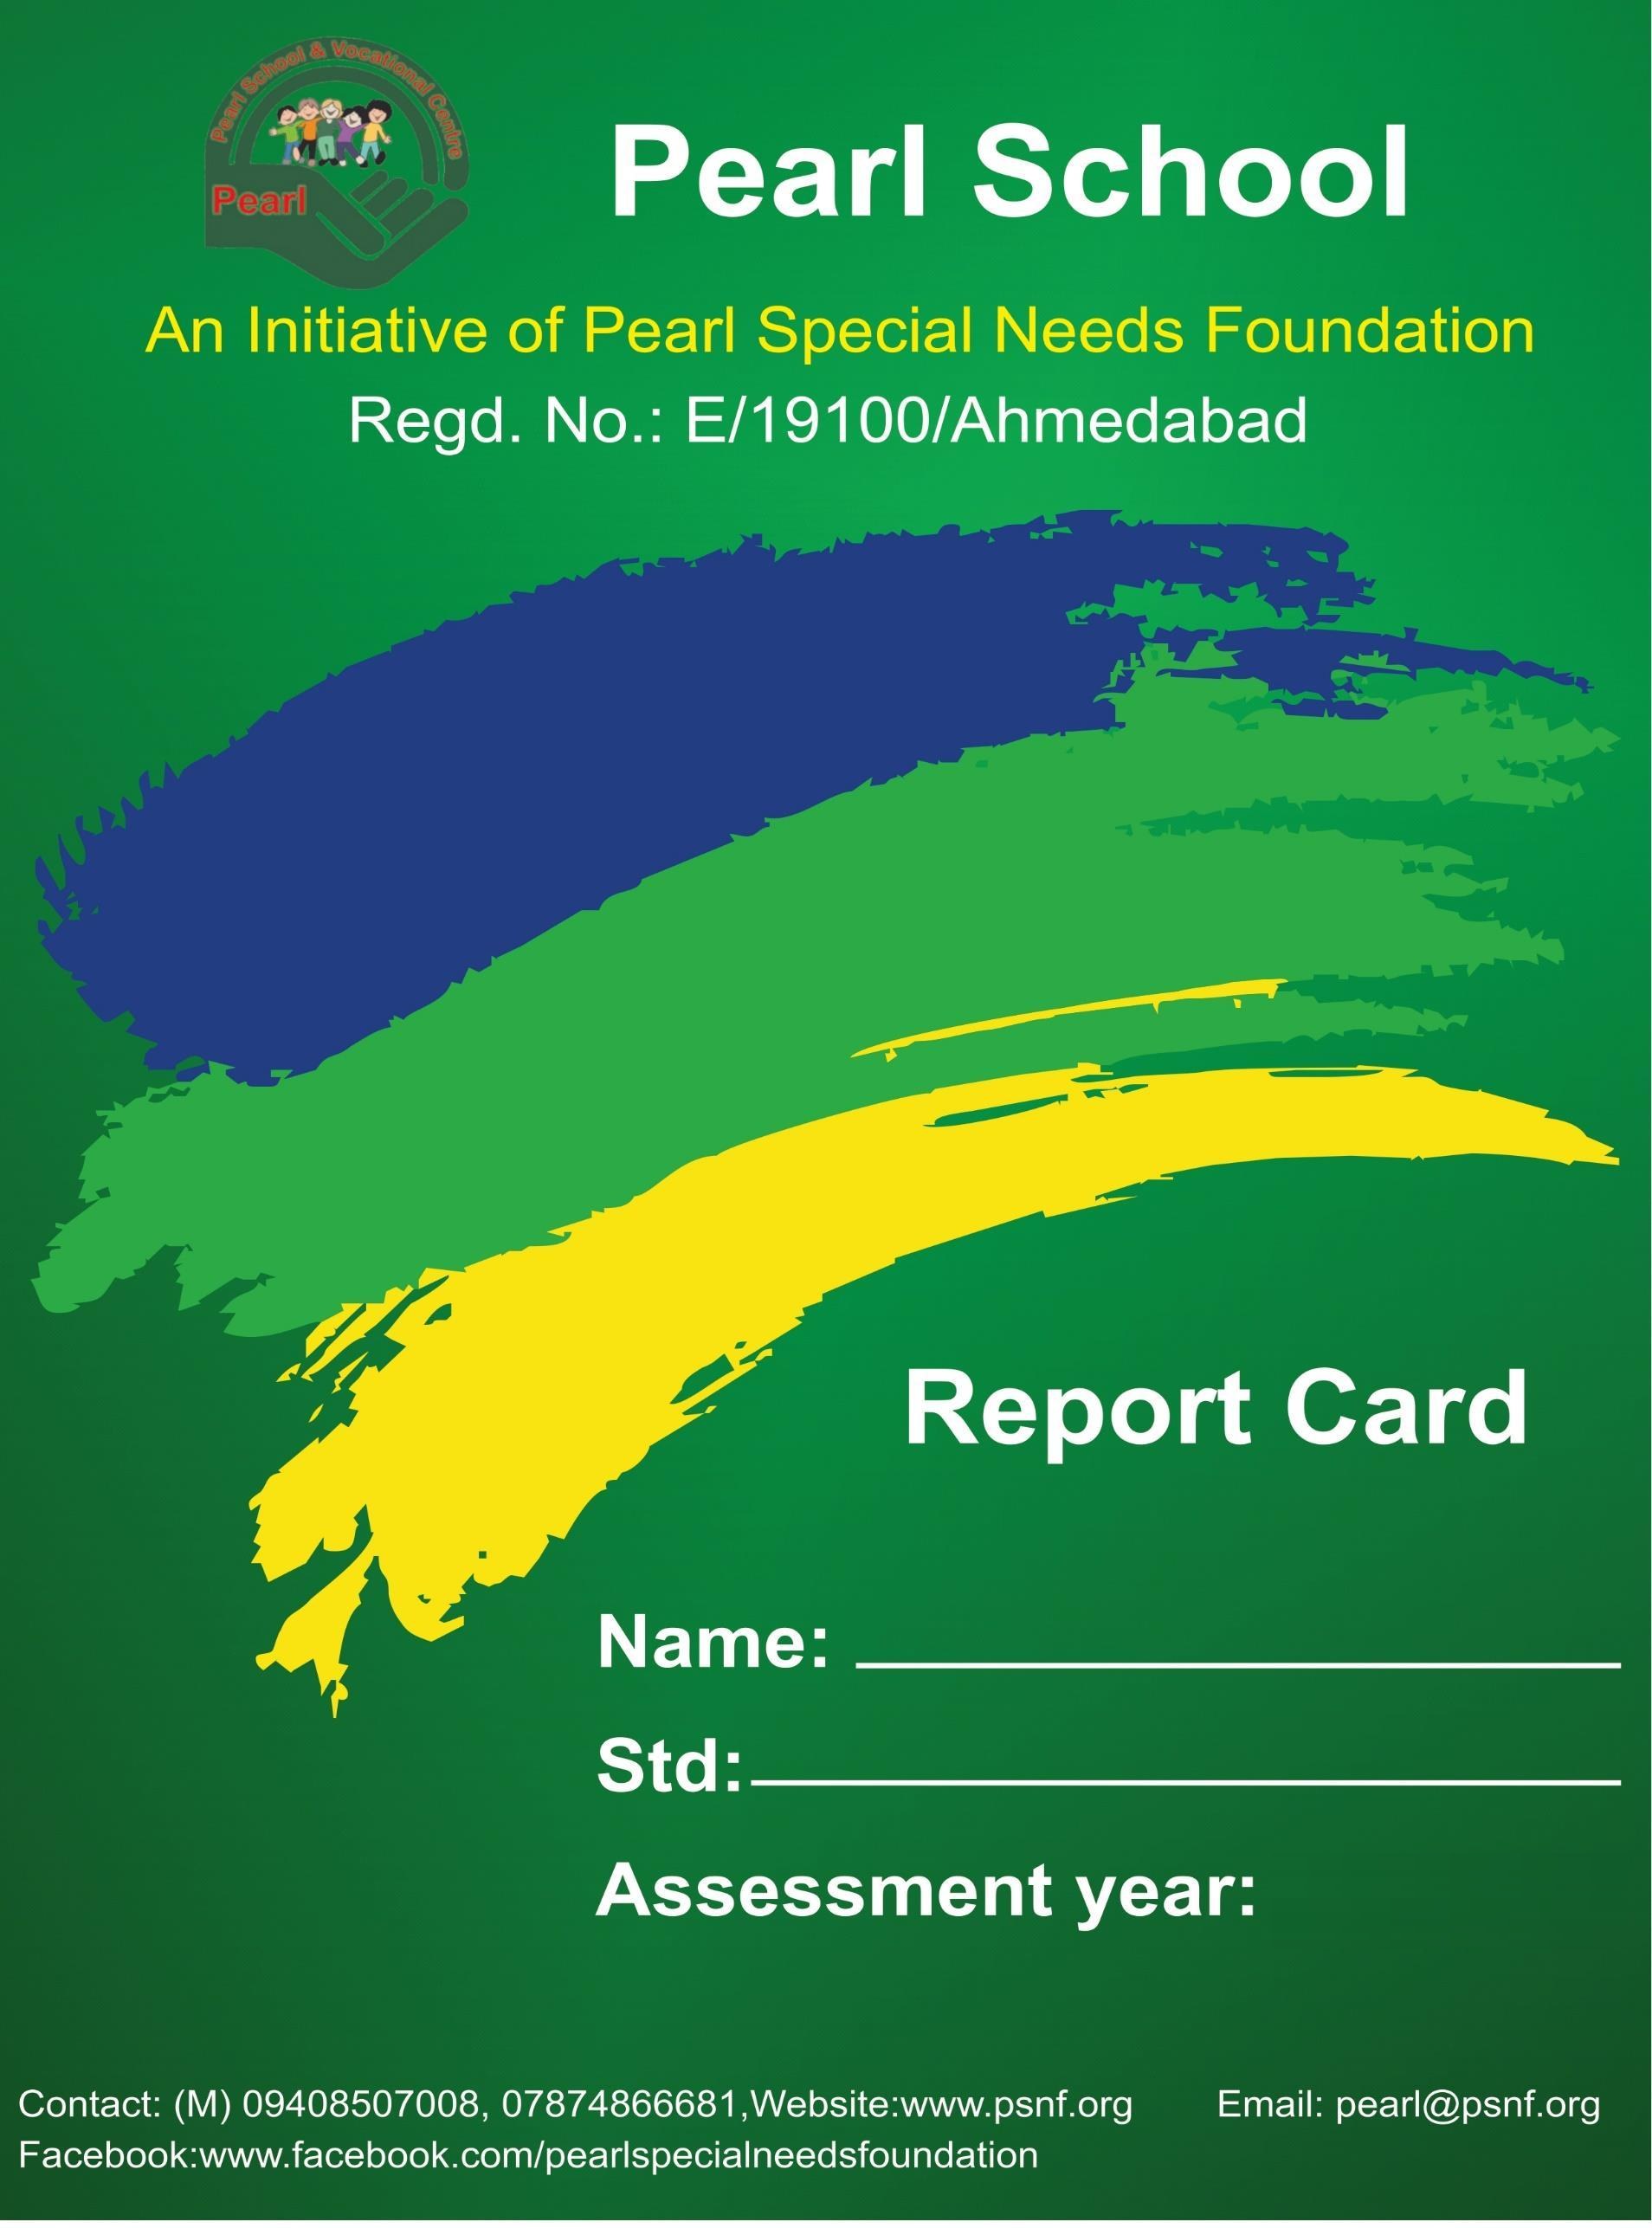 Pearl School & Vocational Centre
Pearl
Pearl School
An Initiative of Pearl Special Needs Foundation
Regd. No.: E/19100/Ahmedabad
Report Card
Name:
Std:
Assessment year:
Contact: (M) 09408507008, 07874866681,Website:www.psnf.org Email: pearl@psnf.org
Facebook:www.facebook.com/pearlspecialneedsfoundation